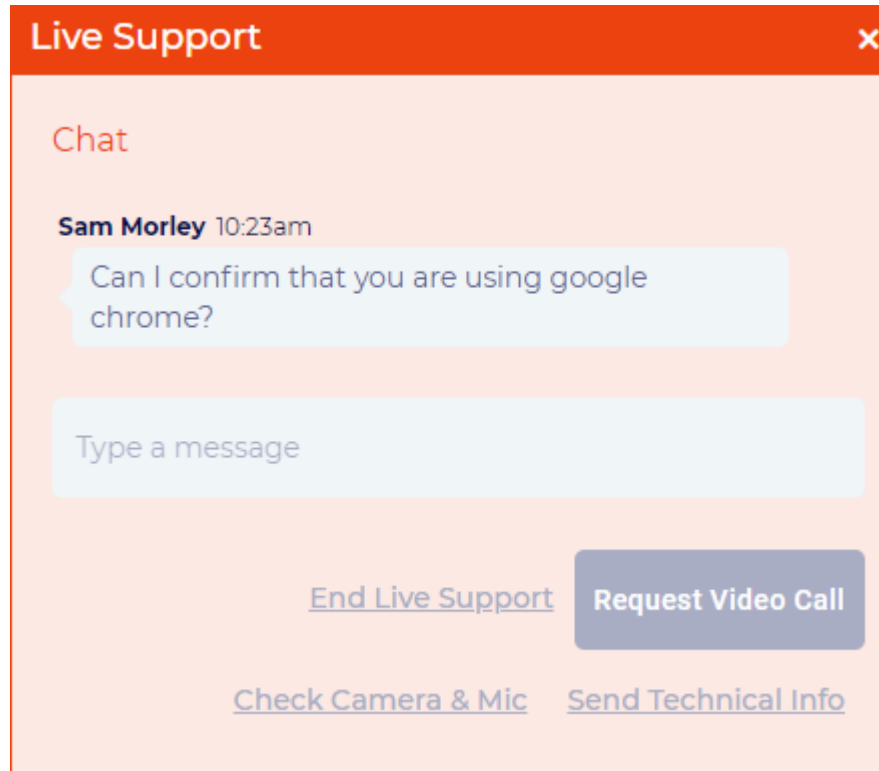 Live Support
×
Chat
Sam Morley 10:23am
Can I confirm that you are using google
chrome?
Type a message
End Live Support
Request Video Call
Check Camera & Mic
Send Technical Info